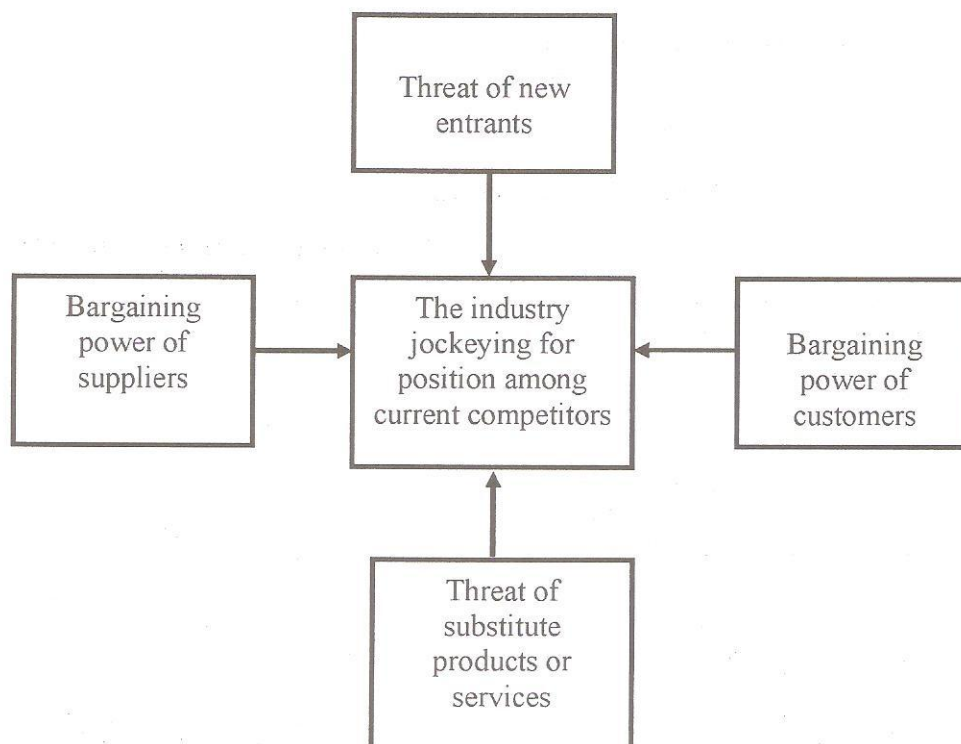 Threat of new
entrants
Bargaining
power of
suppliers
The industry
jockeying for
position among
current competitors
Bargaining
power of
customers
Threat of
substitute
products or
services